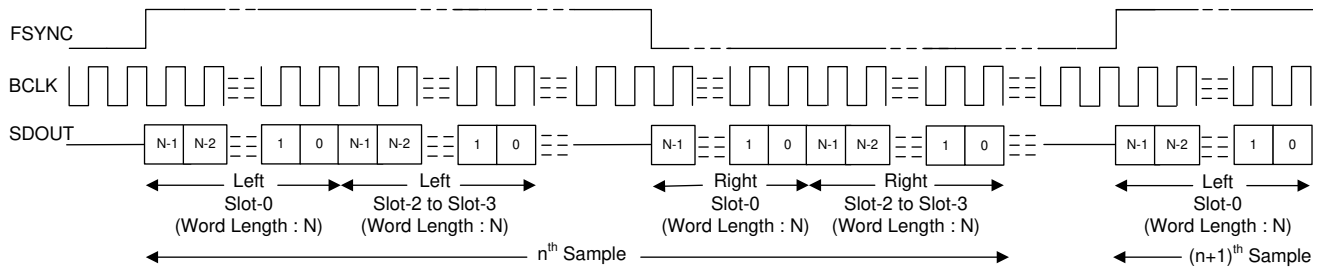 FSYNC
BCLK
SDOUT
N-1 N-2 1 0 N-1 N-2 1 0 N-1 1 0 N-1 N-2 1 0 N-1 N-2 1 0
Left Left Right Right Left
Slot-0 Slot-2 to Slot-3 Slot-0 Slot-2 to Slot-3 Slot-0
(Word Length : N) (Word Length : N) (Word Length : N) (Word Length : N) (Word Length : N)
nth Sample (n+1)th Sample